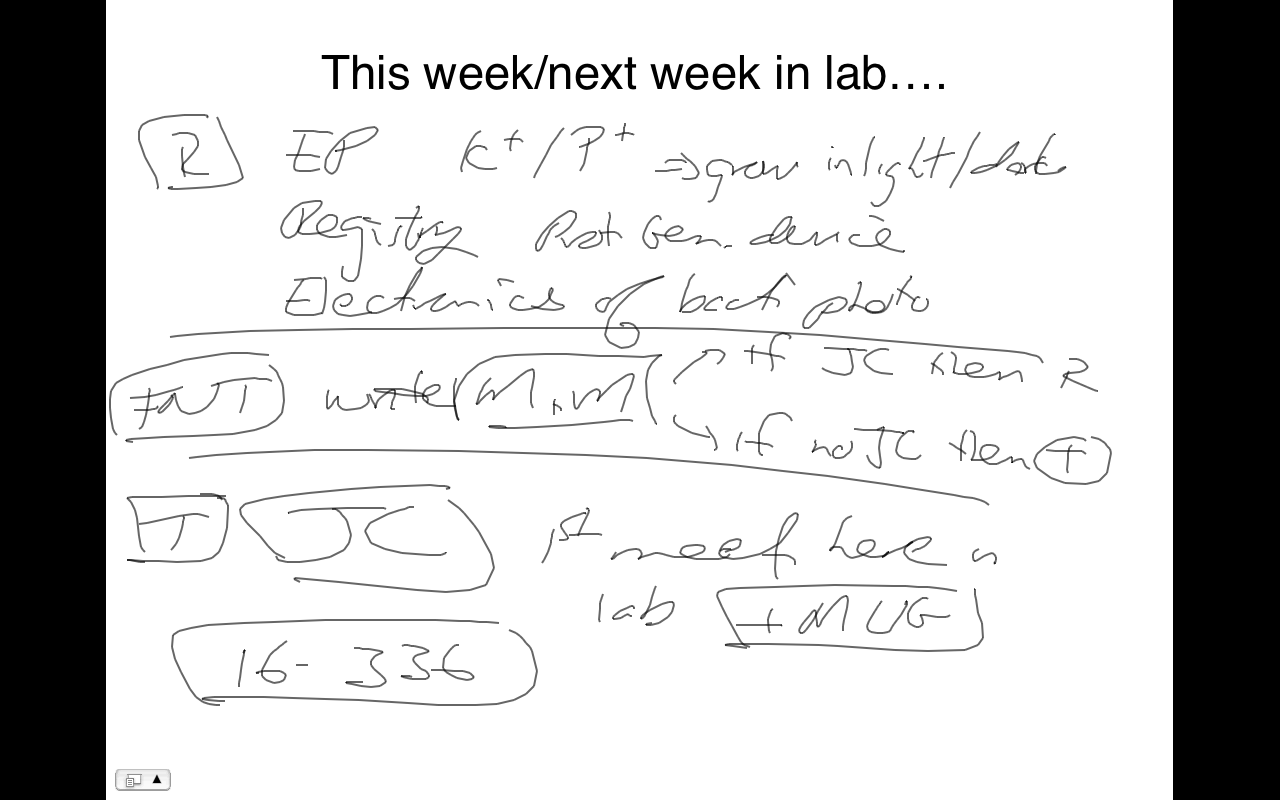 This week/next week in lab....
R EP K+/P+ => grow in light/dark
Registry Prot Gen. device
Electronics of bact photo
FNT write M+M ↗ If JC then R
↘ if no JC then T
T JC 1st meet here in
lab + MUG
16-336